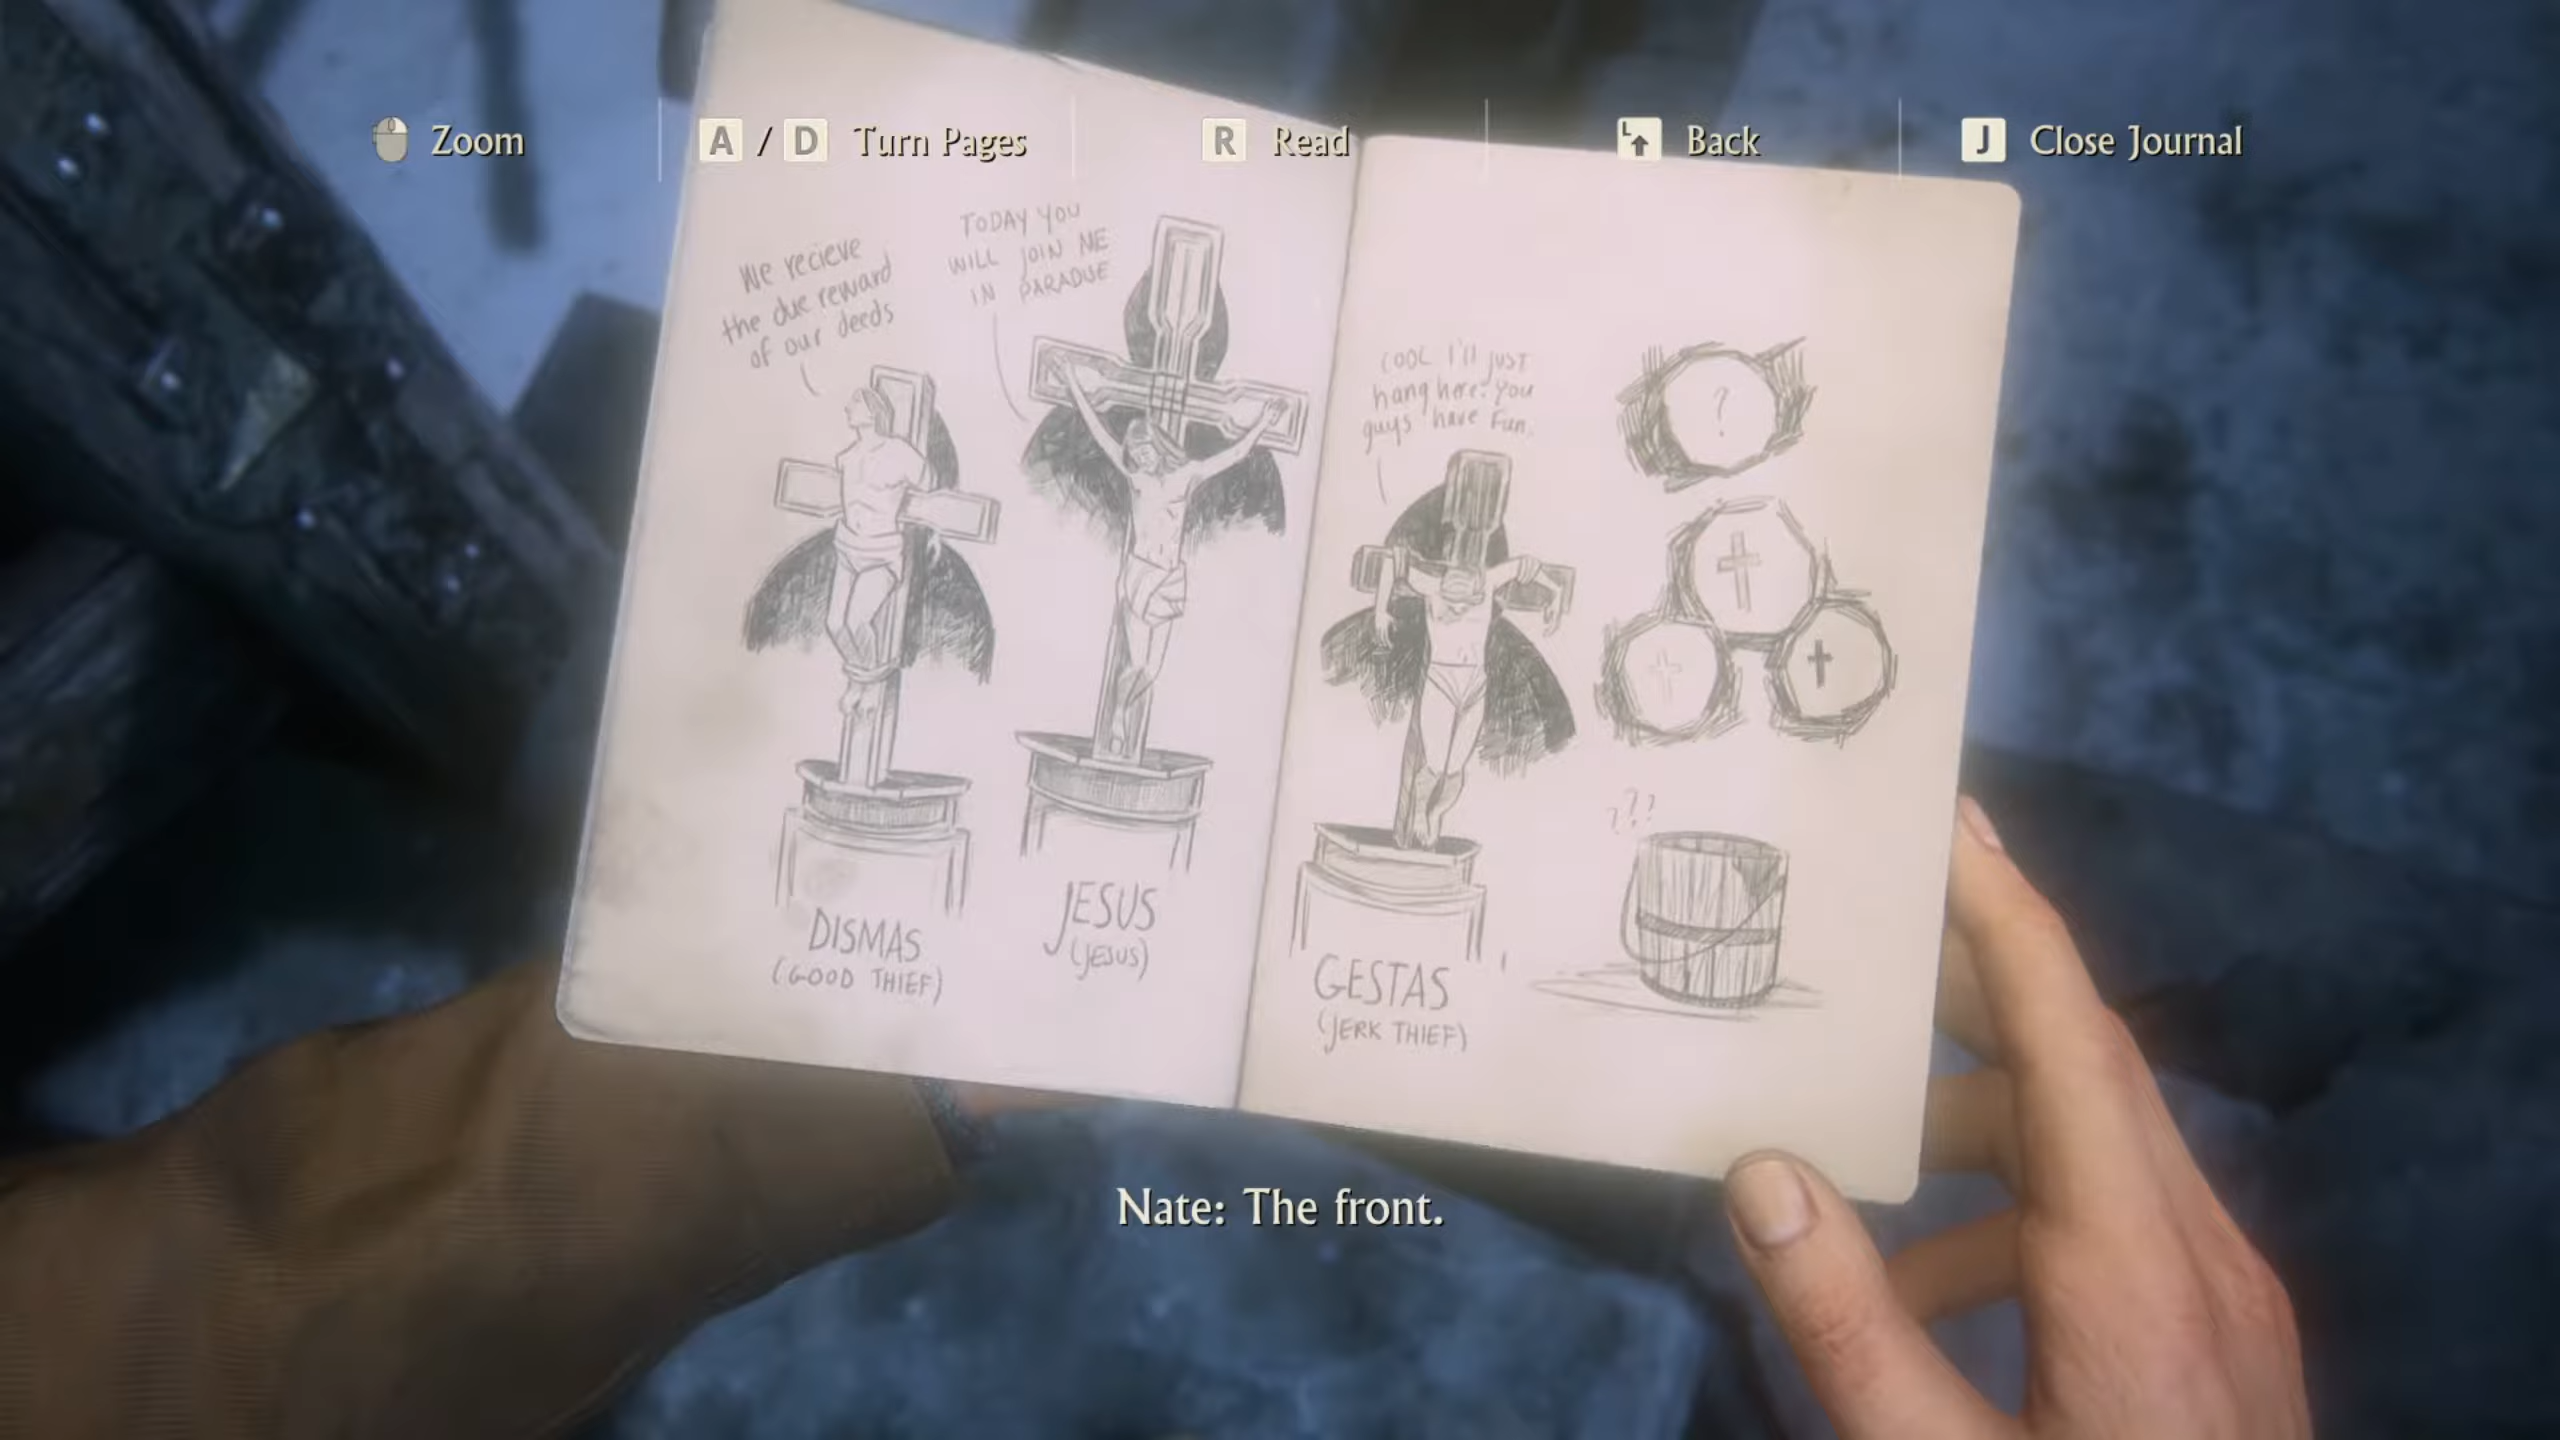 Zoom
A / D Turn Pages
R Read
L Back
J Close Journal
We recieve
the due reward
of our deeds
TODAY YOU
WILL JOIN ME
IN PARADISE
COOL I'll JUST
hang here. you
guys have Fun.
?
???
DISMAS
(GOOD THIEF)
JESUS
(JESUS)
GESTAS
(JERK THIEF)
Nate: The front.